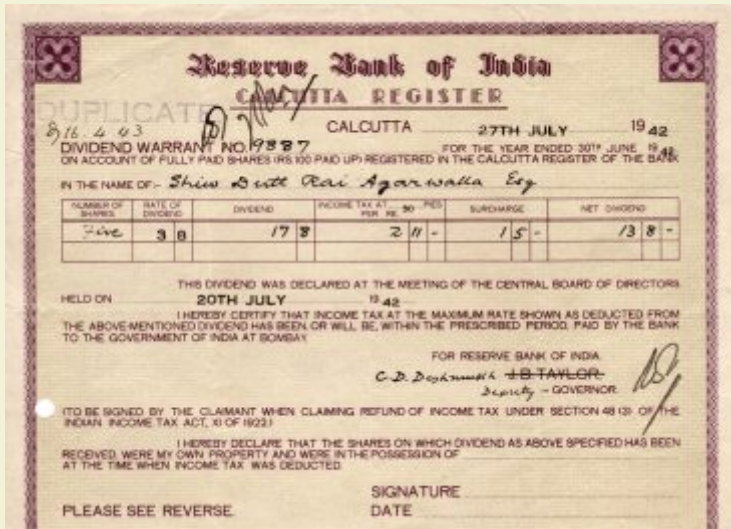 Reserve Bank of India
CALCUTTA REGISTER
DUPLICATE
16.4.43
CALCUTTA 27TH JULY 1942
DIVIDEND WARRANT NO. 9887 FOR THE YEAR ENDED 30TH JUNE 1942
ON ACCOUNT OF FULLY PAID SHARES (RS 100 PAID UP) REGISTERED IN THE CALCUTTA REGISTER OF THE BANK
IN THE NAME OF:- Shiw Dutt Rai Agarwalla Esq
NUMBER OF SHARES RATE OF DIVIDEND DIVIDEND INCOME TAX AT 30 PIES PER RE. SURCHARGE NET DIVIDEND
Five 3 8 17 8 2 11 - 1 5 - 13 8 -
THIS DIVIDEND WAS DECLARED AT THE MEETING OF THE CENTRAL BOARD OF DIRECTORS
HELD ON 20TH JULY 1942
I HEREBY CERTIFY THAT INCOME TAX AT THE MAXIMUM RATE SHOWN AS DEDUCTED FROM
THE ABOVE-MENTIONED DIVIDEND HAS BEEN, OR WILL BE, WITHIN THE PRESCRIBED PERIOD, PAID BY THE BANK
TO THE GOVERNMENT OF INDIA AT BOMBAY.
FOR RESERVE BANK OF INDIA.
C. D. Deshmukh J.B. TAYLOR.
Deputy - GOVERNOR.
(TO BE SIGNED BY THE CLAIMANT WHEN CLAIMING REFUND OF INCOME TAX UNDER SECTION 48 (3) OF THE
INDIAN INCOME TAX ACT, XI OF 1922.)
I HEREBY DECLARE THAT THE SHARES ON WHICH DIVIDEND AS ABOVE SPECIFIED HAS BEEN
RECEIVED, WERE MY OWN PROPERTY AND WERE IN THE POSSESSION OF
AT THE TIME WHEN INCOME TAX WAS DEDUCTED.
SIGNATURE
PLEASE SEE REVERSE. DATE